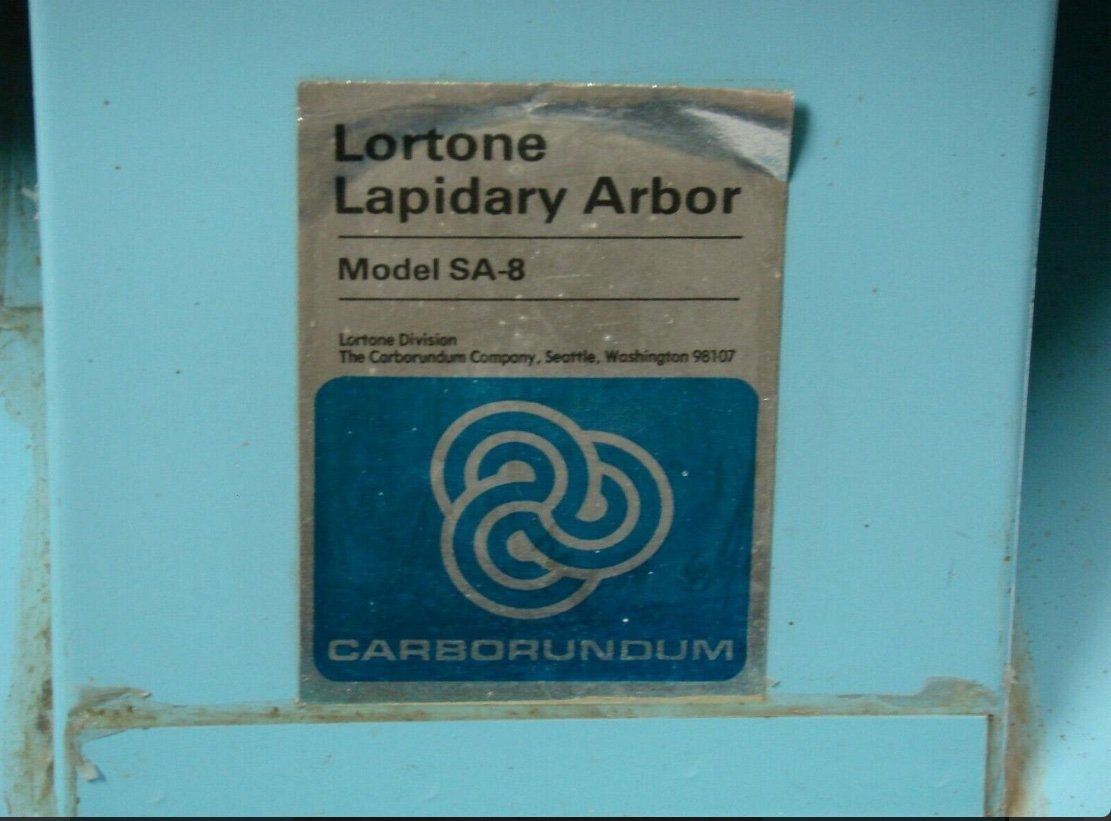 Lortone
Lapidary Arbor
Model SA-8
Lortone Division
The Carborundum Company, Seattle, Washington 98107
CARBORUNDUM